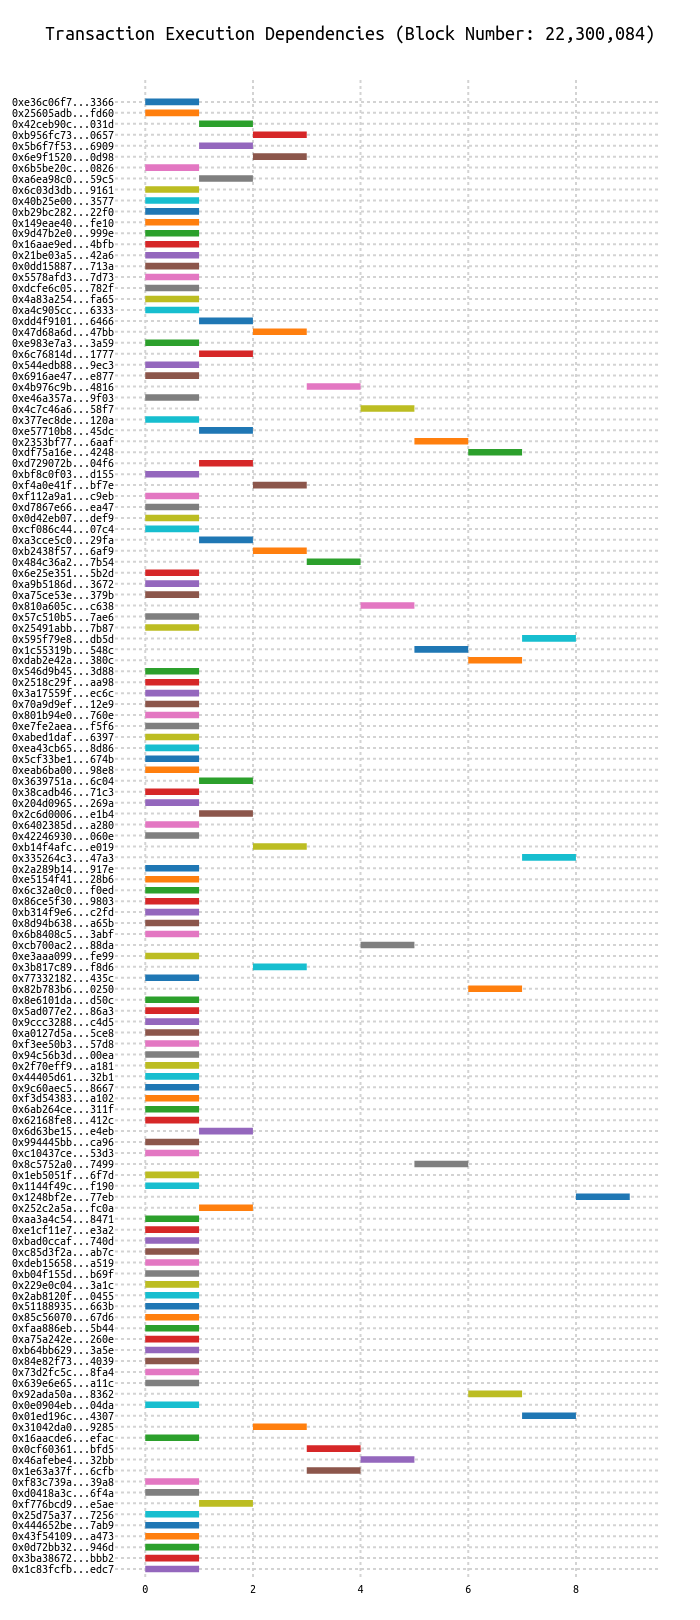 Transaction Execution Dependencies (Block Number: 22,300,084)
0xe36c06f7...3366
0x25605adb...fd60
0x42ceb90c...031d
0xb956fc73...0657
0x5b6f7f53...6909
0x6e9f1520...0d98
0x6b5be20c...0826
0xa6ea98c0...59c5
0x6c03d3db...9161
0x40b25e00...3577
0xb29bc282...22f0
0x149eae40...fe10
0x9d47b2e0...999e
0x16aae9ed...4bfb
0x21be03a5...42a6
0x0dd15887...713a
0x5578afd3...7d73
0xdcfe6c05...782f
0x4a83a254...fa65
0xa4c905cc...6333
0xdd4f9101...6466
0x47d68a6d...47bb
0xe983e7a3...3a59
0x6c76814d...1777
0x544edb88...9ec3
0x6916ae47...e877
0x4b976c9b...4816
0xe46a357a...9f03
0x4c7c46a6...58f7
0x377ec8de...120a
0xe57710b8...45dc
0x2353bf77...6aaf
0xdf75a16e...4248
0xd729072b...04f6
0xbf8c0f03...d155
0xf4a0e41f...bf7e
0xf112a9a1...c9eb
0xd7867e66...ea47
0x0d42eb07...def9
0xcf086c44...07c4
0xa3cce5c0...29fa
0xb2438f57...6af9
0x484c36a2...7b54
0x6e25e351...5b2d
0xa9b5186d...3672
0xa75ce53e...379b
0x810a605c...c638
0x57c510b5...7ae6
0x25491abb...7b87
0x595f79e8...db5d
0x1c55319b...548c
0xdab2e42a...380c
0x546d9b45...3d88
0x2518c29f...aa98
0x3a17559f...ec6c
0x70a9d9ef...12e9
0x801b94e0...760e
0xe7fe2aea...f5f6
0xabed1daf...6397
0xea43cb65...8d86
0x5cf33be1...674b
0xeab6ba00...98e8
0x3639751a...6c04
0x38cadb46...71c3
0x204d0965...269a
0x2c6d0006...e1b4
0x6402385d...a280
0x42246930...060e
0xb14f4afc...e019
0x335264c3...47a3
0x2a289b14...917e
0xe5154f41...28b6
0x6c32a0c0...f0ed
0x86ce5f30...9803
0xb314f9e6...c2fd
0x8d94b638...a65b
0x6b8408c5...3abf
0xcb700ac2...88da
0xe3aaa099...fe99
0x3b817c89...f8d6
0x77332182...435c
0x82b783b6...0250
0x8e6101da...d50c
0x5ad077e2...86a3
0x9ccc3288...c4d5
0xa0127d5a...5ce8
0xf3ee50b3...57d8
0x94c56b3d...00ea
0x2f70eff9...a181
0x44405d61...32b1
0x9c60aec5...8667
0xf3d54383...a102
0x6ab264ce...311f
0x62168fe8...412c
0x6d63be15...e4eb
0x994445bb...ca96
0xc10437ce...53d3
0x8c5752a0...7499
0x1eb5051f...6f7d
0x1144f49c...f190
0x1248bf2e...77eb
0x252c2a5a...fc0a
0xaa3a4c54...8471
0xe1cf11e7...e3a2
0xbad0ccaf...740d
0xc85d3f2a...ab7c
0xdeb15658...a519
0xb04f155d...b69f
0x229e0c04...3a1c
0x2ab8120f...0455
0x51188935...663b
0x85c56070...67d6
0xfaa886eb...5b44
0xa75a242e...260e
0xb64bb629...3a5e
0x84e82f73...4039
0x73d2fc5c...8fa4
0x639e6e65...a11c
0x92ada50a...8362
0x0e0904eb...04da
0x01ed196c...4307
0x31042da0...9285
0x16aacde6...efac
0x0cf60361...bfd5
0x46afebe4...32bb
0x1e63a37f...6cfb
0xf83c739a...39a8
0xd0418a3c...6f4a
0xf776bcd9...e5ae
0x25d75a37...7256
0x444652be...7ab9
0x43f54109...a473
0x0d72bb32...946d
0x3ba38672...bbb2
0x1c83fcfb...edc7
0 2 4 6 8